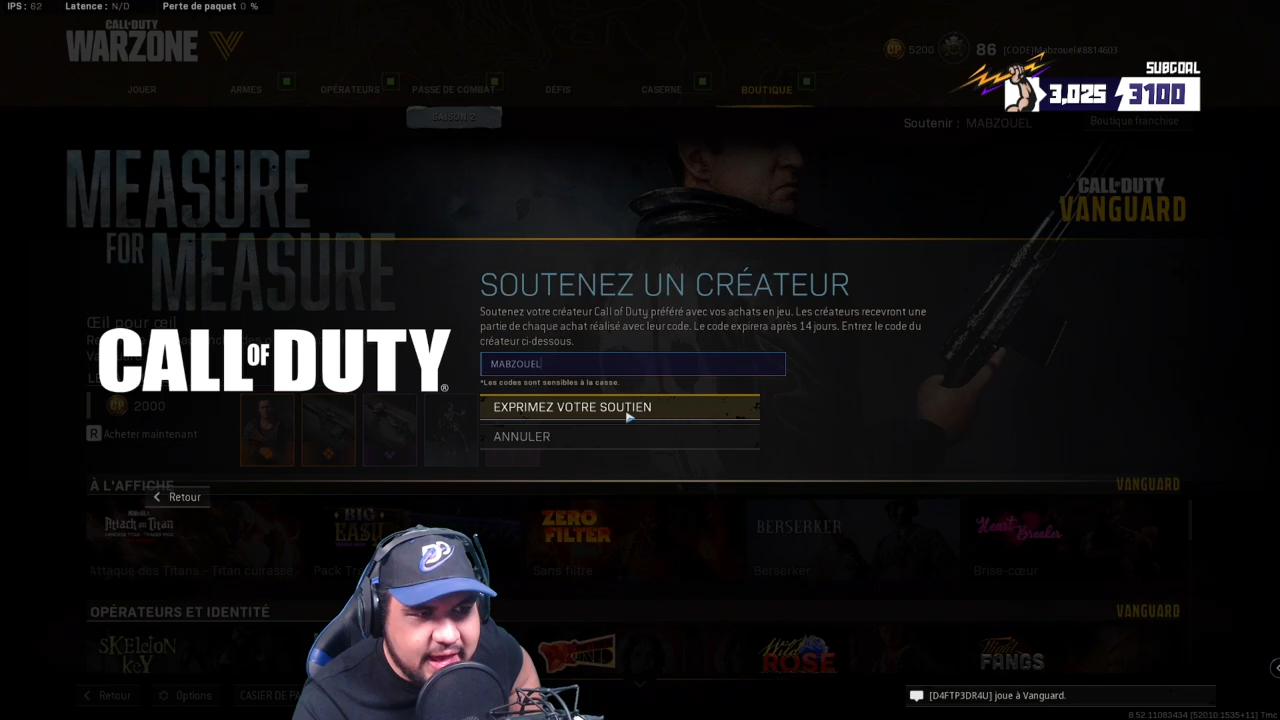 IPS : 62 Latence : N/D Perte de paquet 0 %
CALL OF DUTY
WARZONE
CP 5200 86 [CODE]Mabzouel#8814603
SUBGOAL
3,025 3100
JOUER ARMES OPÉRATEURS PASSE DE COMBAT DÉFIS CASERNE BOUTIQUE
SAISON 2
Soutenir : MABZOUEL Boutique franchise
MEASURE
FOR MEASURE
CALL OF DUTY
VANGUARD
SOUTENEZ UN CRÉATEUR
Soutenez votre créateur Call of Duty préféré avec vos achats en jeu. Les créateurs recevront une
partie de chaque achat réalisé avec leur code. Le code expirera après 14 jours. Entrez le code du
créateur ci-dessous.
Œil pour œil
CALL OF DUTY®
MABZOUEL
*Les codes sont sensibles à la casse.
EXPRIMEZ VOTRE SOUTIEN
ANNULER
CP 2000
R Acheter maintenant
À L'AFFICHE VANGUARD
Retour
Attack on Titan
BIG EASY
ZERO FILTER
BERSERKER
Heart-Breaker
Attaque des Titans - Titan cuirassé
Sans filtre
Berserker
Brise-cœur
OPÉRATEURS ET IDENTITÉ VANGUARD
SKELETON KEY
Wild ROSE
FANGS
Retour Options
[D4FTP3DR4U] joue à Vanguard.